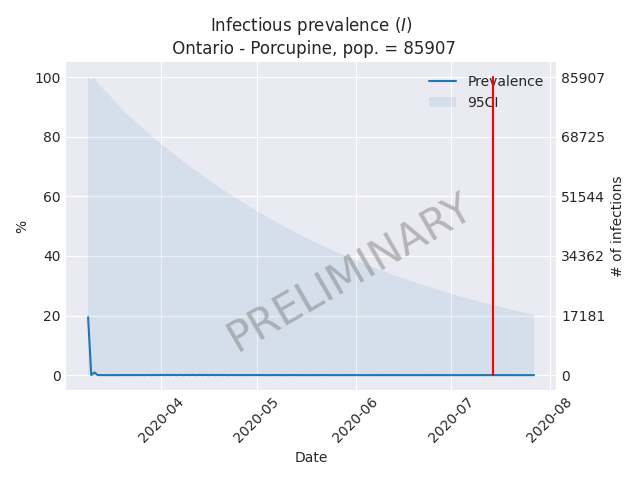 Infectious prevalence (I)
Ontario - Porcupine, pop. = 85907
100
80
60
40
20
0
%
85907
68725
51544
34362
17181
0
# of infections
Prevalence
95CI
PRELIMINARY
2020-04
2020-05
2020-06
2020-07
2020-08
Date